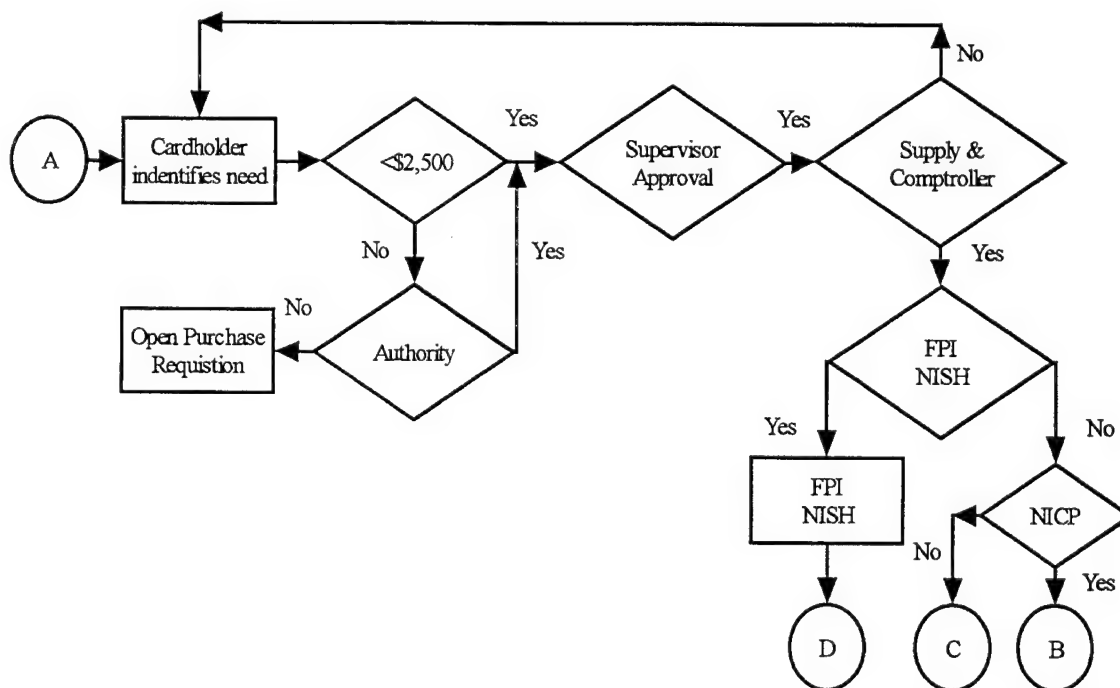 No
A
Cardholder
indentifies need
<$2,500
Yes
Supervisor
Approval
Yes
Supply &
Comptroller
No
Yes
Yes
Open Purchase
Requistion
No
Authority
FPI
NISH
Yes
No
FPI
NISH
NICP
No
Yes
D
C
B